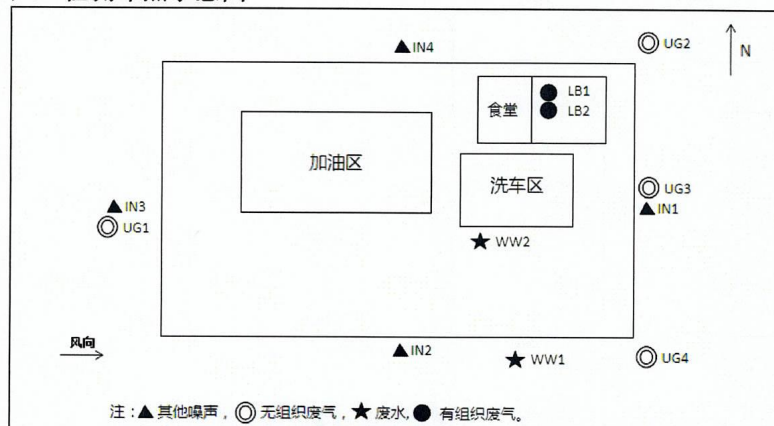 IN4
UG2
N
食堂
LB1
LB2
加油区
洗车区
UG3
IN1
IN3
UG1
WW2
风向
IN2
WW1
UG4
注：▲其他噪声，◎无组织废气，★废水,● 有组织废气。